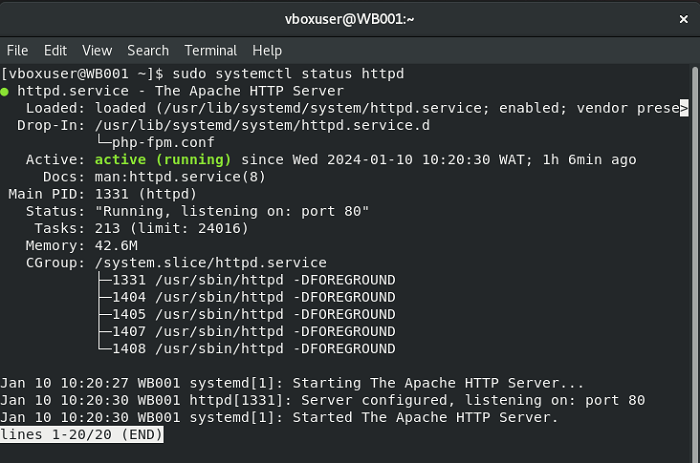 vboxuser@WB001:~
File Edit View Search Terminal Help
[vboxuser@WB001 ~]$ sudo systemctl status httpd
● httpd.service - The Apache HTTP Server
   Loaded: loaded (/usr/lib/systemd/system/httpd.service; enabled; vendor prese>
  Drop-In: /usr/lib/systemd/system/httpd.service.d
           └─php-fpm.conf
   Active: active (running) since Wed 2024-01-10 10:20:30 WAT; 1h 6min ago
     Docs: man:httpd.service(8)
 Main PID: 1331 (httpd)
   Status: "Running, listening on: port 80"
    Tasks: 213 (limit: 24016)
   Memory: 42.6M
   CGroup: /system.slice/httpd.service
           ├─1331 /usr/sbin/httpd -DFOREGROUND
           ├─1404 /usr/sbin/httpd -DFOREGROUND
           ├─1405 /usr/sbin/httpd -DFOREGROUND
           ├─1407 /usr/sbin/httpd -DFOREGROUND
           └─1408 /usr/sbin/httpd -DFOREGROUND
Jan 10 10:20:27 WB001 systemd[1]: Starting The Apache HTTP Server...
Jan 10 10:20:30 WB001 httpd[1331]: Server configured, listening on: port 80
Jan 10 10:20:30 WB001 systemd[1]: Started The Apache HTTP Server.
lines 1-20/20 (END)